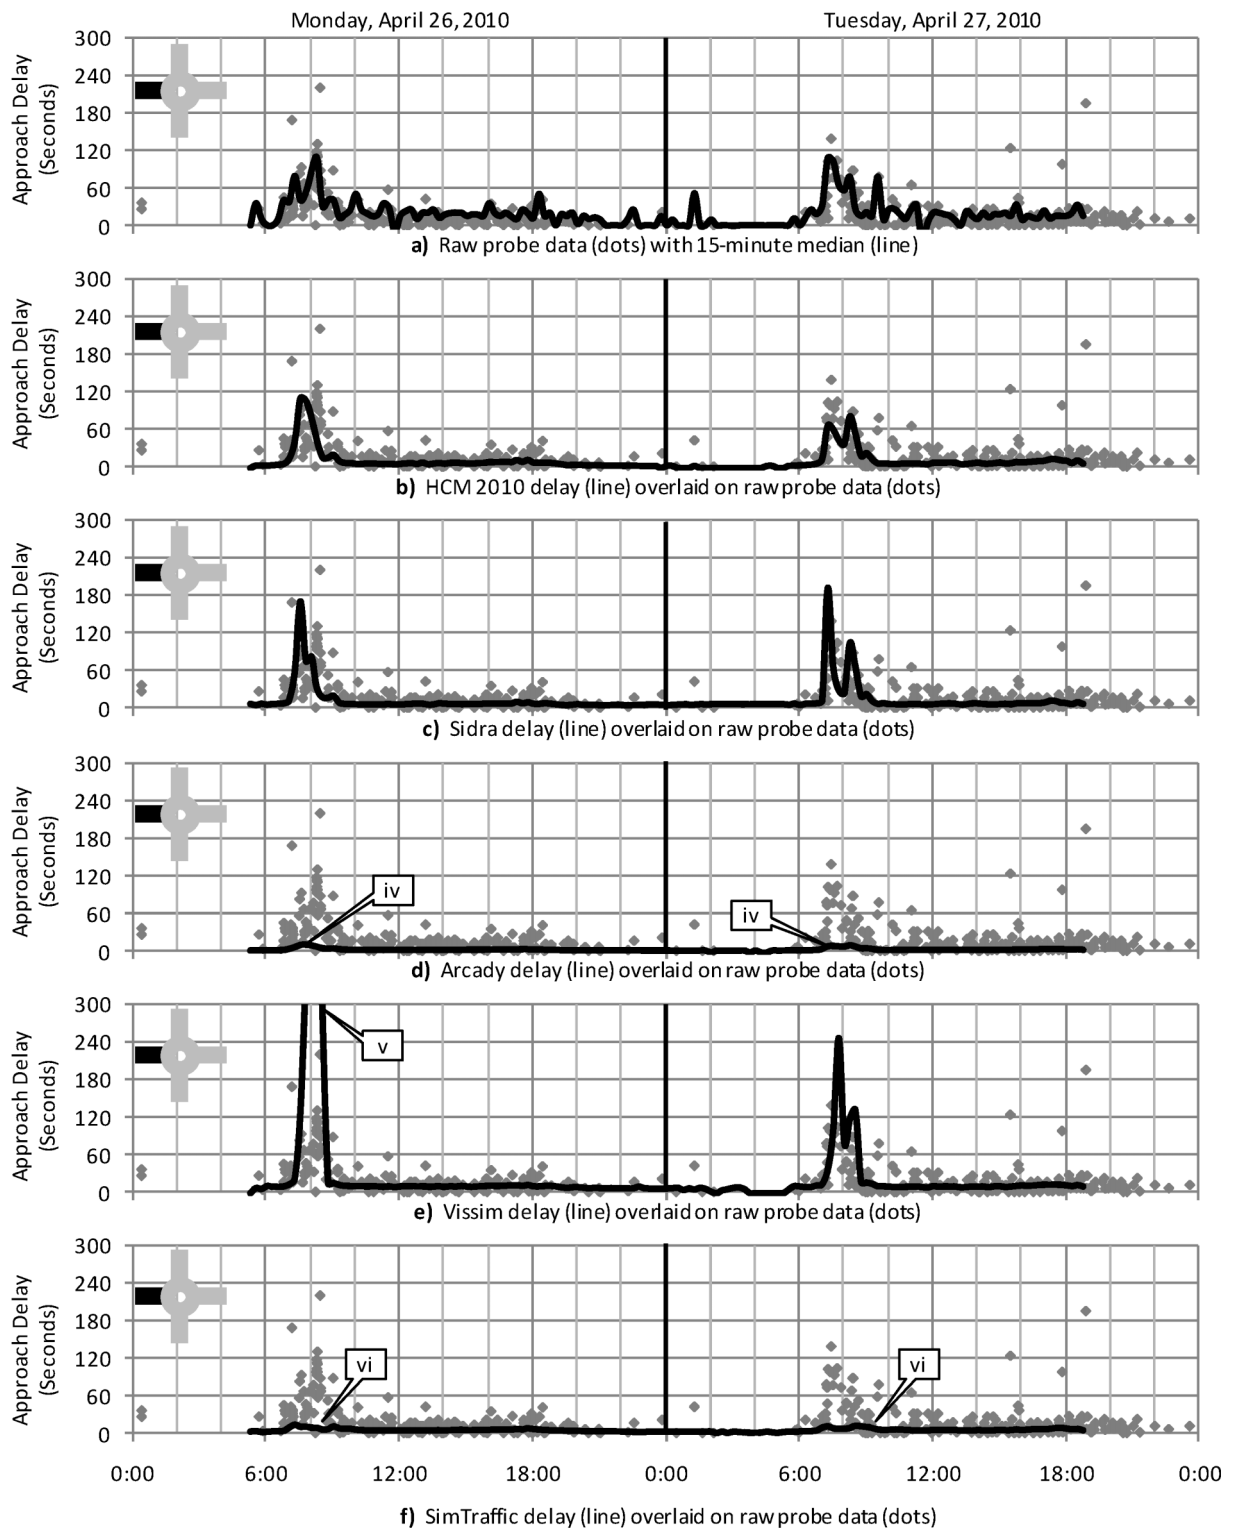 Monday, April 26, 2010 Tuesday, April 27, 2010
Approach Delay
(Seconds)
300
240
180
120
60
0
a) Raw probe data (dots) with 15-minute median (line)
Approach Delay
(Seconds)
300
240
180
120
60
0
b) HCM 2010 delay (line) overlaid on raw probe data (dots)
Approach Delay
(Seconds)
300
240
180
120
60
0
c) Sidra delay (line) overlaid on raw probe data (dots)
Approach Delay
(Seconds)
300
240
180
120
60
0
iv
iv
d) Arcady delay (line) overlaid on raw probe data (dots)
Approach Delay
(Seconds)
300
240
180
120
60
0
v
e) Vissim delay (line) overlaid on raw probe data (dots)
Approach Delay
(Seconds)
300
240
180
120
60
0
vi
vi
0:00 6:00 12:00 18:00 0:00 6:00 12:00 18:00 0:00
f) SimTraffic delay (line) overlaid on raw probe data (dots)